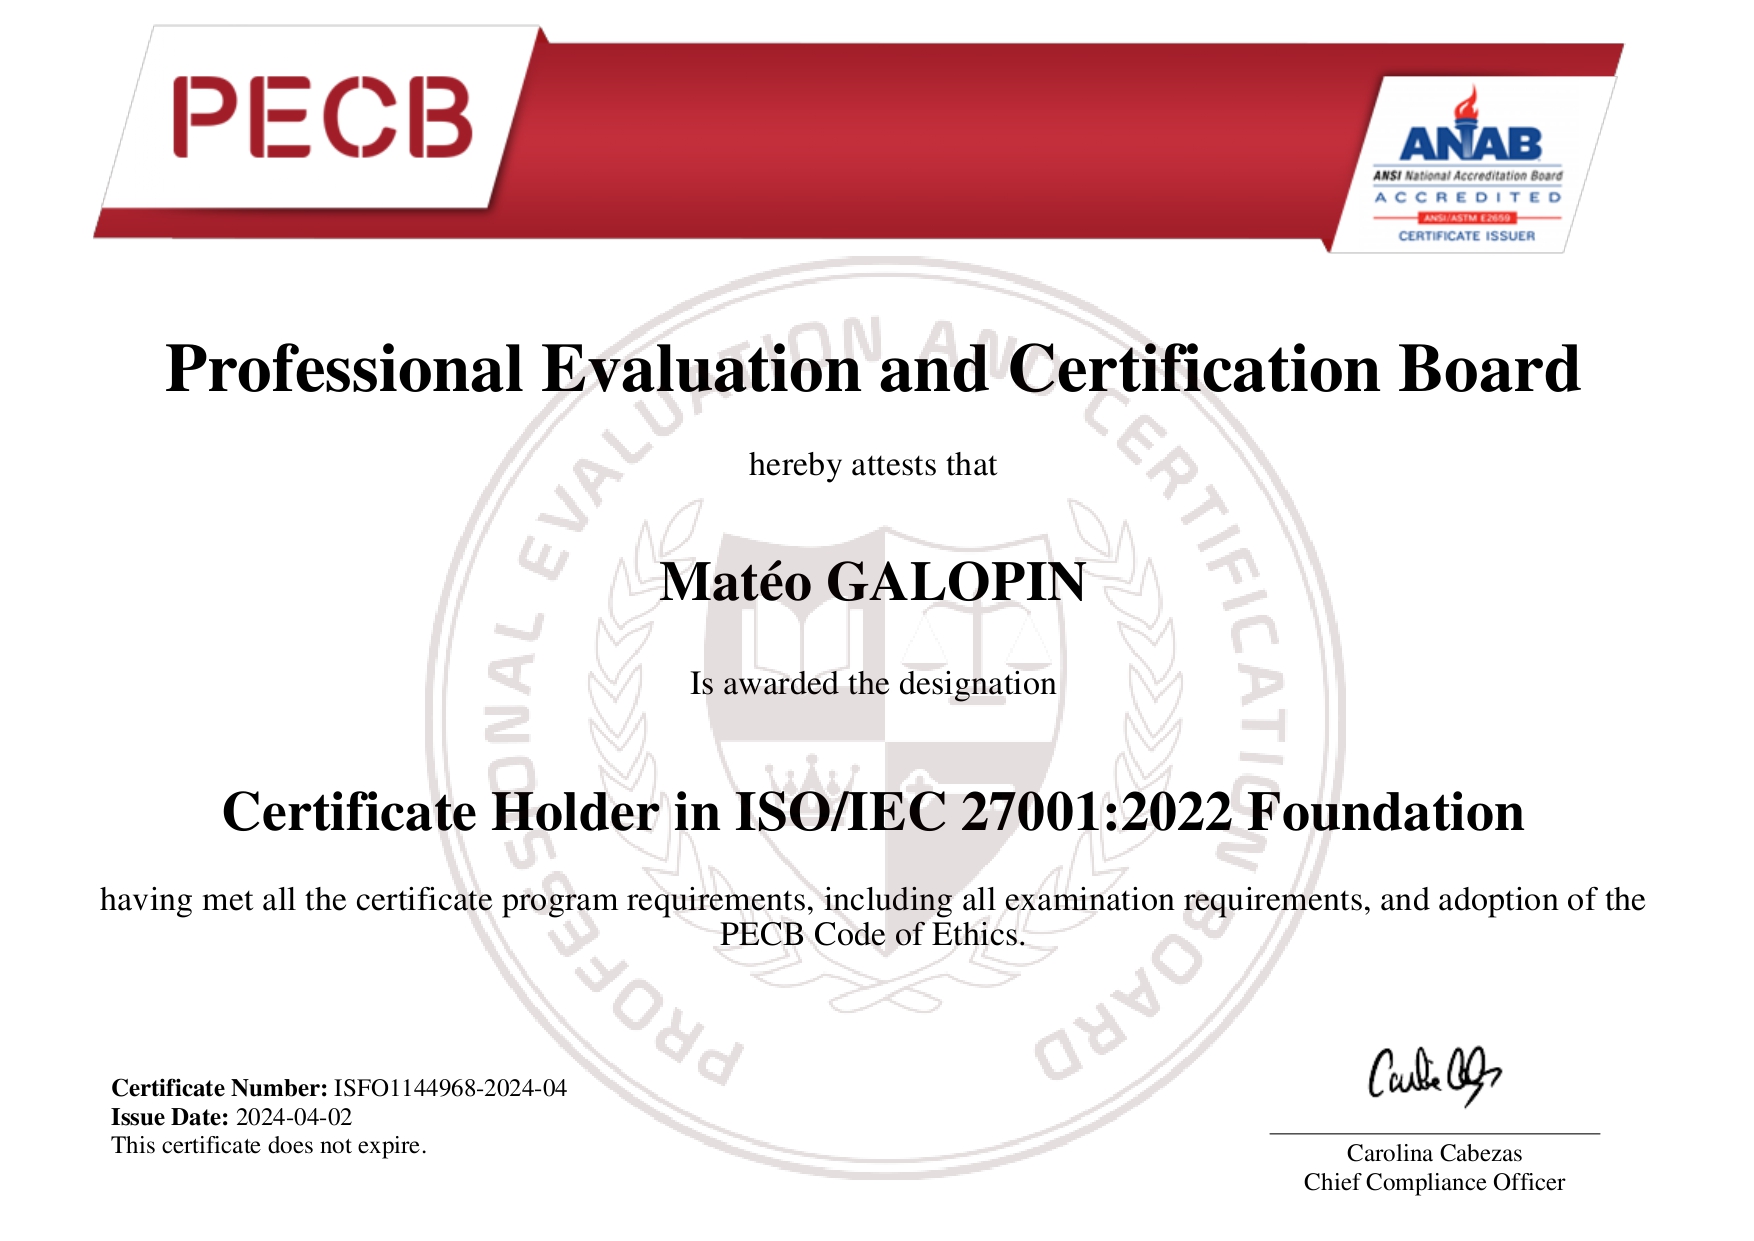 PECB
ANAB
ANSI National Accreditation Board
ACCREDITED
ANSI/ASTM E2659
CERTIFICATE ISSUER
PROFESSIONAL EVALUATION AND CERTIFICATION BOARD
Professional Evaluation and Certification Board
hereby attests that
Matéo GALOPIN
Is awarded the designation
Certificate Holder in ISO/IEC 27001:2022 Foundation
having met all the certificate program requirements, including all examination requirements, and adoption of the
PECB Code of Ethics.
Certificate Number: ISFO1144968-2024-04
Issue Date: 2024-04-02
This certificate does not expire.
Carolina Cabezas
Chief Compliance Officer